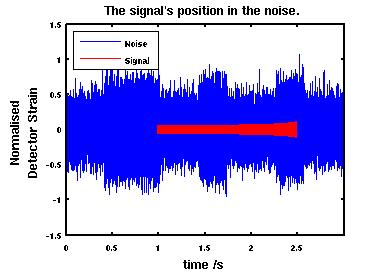 The signal's position in the noise.
Noise
Signal
Normalised
Detector Strain
1.5
1
0.5
0
-0.5
-1
-1.5
0 0.5 1 1.5 2 2.5
time /s